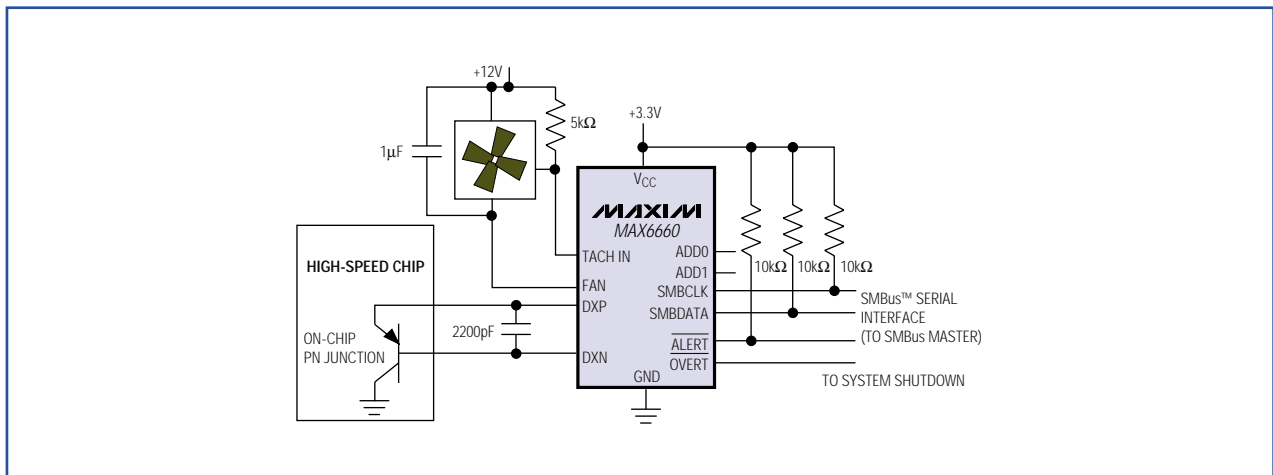 +12V
5kΩ
1μF
+3.3V
VCC
MAXIM
MAX6660
TACH IN
FAN
DXP
DXN
GND
ADD0
ADD1
SMBCLK
SMBDATA
ALERT
OVERT
10kΩ 10kΩ 10kΩ
HIGH-SPEED CHIP
ON-CHIP
PN JUNCTION
2200pF
SMBus™ SERIAL
INTERFACE
(TO SMBus MASTER)
TO SYSTEM SHUTDOWN